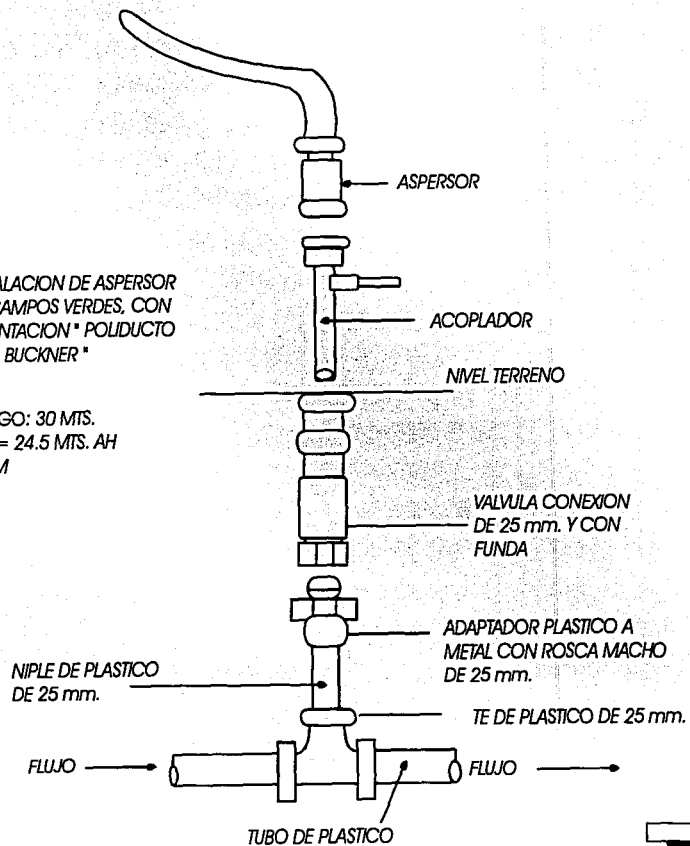 ASPERSOR
ALACION DE ASPERSOR
CAMPOS VERDES, CON
NTACION " POLIDUCTO
BUCKNER "
ACOPLADOR
NIVEL TERRENO
GO: 30 MTS.
= 24.5 MTS. AH
M
VALVULA CONEXION
DE 25 mm. Y CON
FUNDA
ADAPTADOR PLASTICO A
METAL CON ROSCA MACHO
DE 25 mm.
NIPLE DE PLASTICO
DE 25 mm.
TE DE PLASTICO DE 25 mm.
FLUJO
FLUJO
TUBO DE PLASTICO